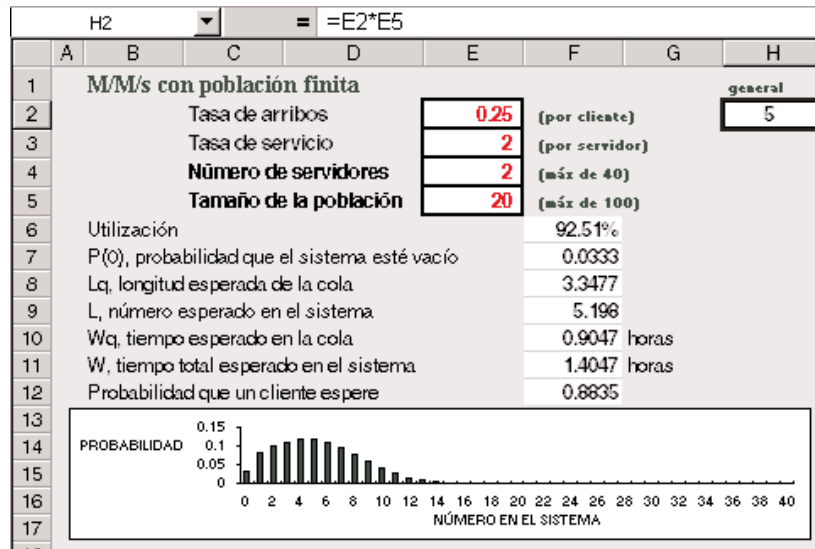 H2 = =E2*E5
A B C D E F G H
1 M/M/s con población finita general
2 Tasa de arribos 0.25 (por cliente) 5
3 Tasa de servicio 2 (por servidor)
4 Número de servidores 2 (máx de 40)
5 Tamaño de la población 20 (máx de 100)
6 Utilización 92.51%
7 P(0), probabilidad que el sistema esté vacío 0.0333
8 Lq, longitud esperada de la cola 3.3477
9 L, número esperado en el sistema 5.198
10 Wq, tiempo esperado en la cola 0.9047 horas
11 W, tiempo total esperado en el sistema 1.4047 horas
12 Probabilidad que un cliente espere 0.8835
13
0.15
14 PROBABILIDAD 0.1
0.05
15
0
16 0 2 4 6 8 10 12 14 16 18 20 22 24 26 28 30 32 34 36 38 40
17 NÚMERO EN EL SISTEMA